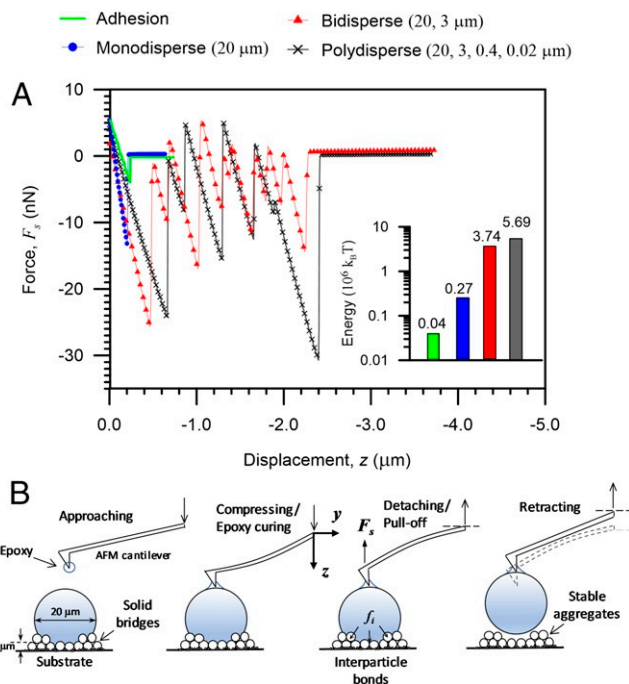 Adhesion
Monodisperse (20 μm)
Bidisperse (20, 3 μm)
Polydisperse (20, 3, 0.4, 0.02 μm)
A
Force, Fs (nN)
10
0
-10
-20
-30
0.0
-1.0
-2.0
-3.0
-4.0
-5.0
Displacement, z (μm)
Energy (10⁶ kBT)
10
1
0.1
0.01
0.04
0.27
3.74
5.69
B
Approaching
Epoxy
AFM cantilever
20 μm
Solid
bridges
μm
Substrate
Compressing/
Epoxy curing
y
z
Detaching/
Pull-off
Fs
fi
Interparticle
bonds
Retracting
Stable
aggregates